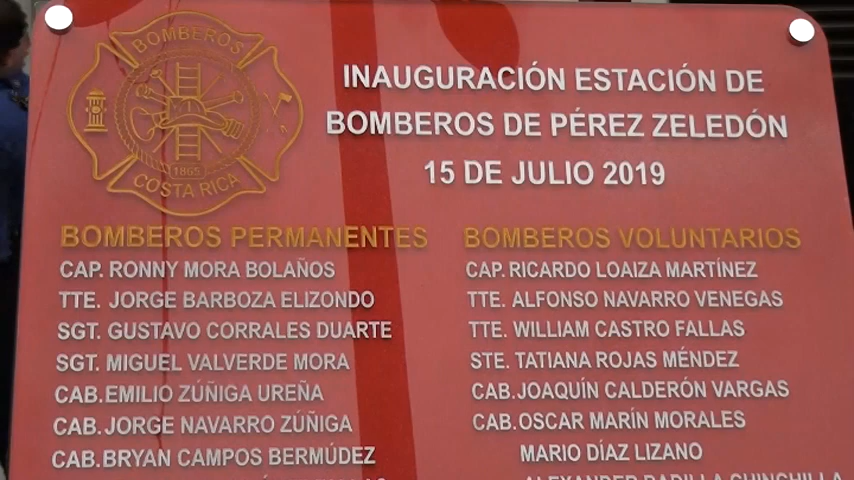 BOMBEROS
1865
COSTA RICA
INAUGURACIÓN ESTACIÓN DE
BOMBEROS DE PÉREZ ZELEDÓN
15 DE JULIO 2019
BOMBEROS PERMANENTES
CAP. RONNY MORA BOLAÑOS
TTE. JORGE BARBOZA ELIZONDO
SGT. GUSTAVO CORRALES DUARTE
SGT. MIGUEL VALVERDE MORA
CAB. EMILIO ZÚÑIGA UREÑA
CAB. JORGE NAVARRO ZÚÑIGA
CAB. BRYAN CAMPOS BERMÚDEZ
BOMBEROS VOLUNTARIOS
CAP. RICARDO LOAIZA MARTÍNEZ
TTE. ALFONSO NAVARRO VENEGAS
TTE. WILLIAM CASTRO FALLAS
STE. TATIANA ROJAS MÉNDEZ
CAB. JOAQUÍN CALDERÓN VARGAS
CAB. OSCAR MARÍN MORALES
MARIO DÍAZ LIZANO
ALEXANDER PADILLA CHINCHILLA